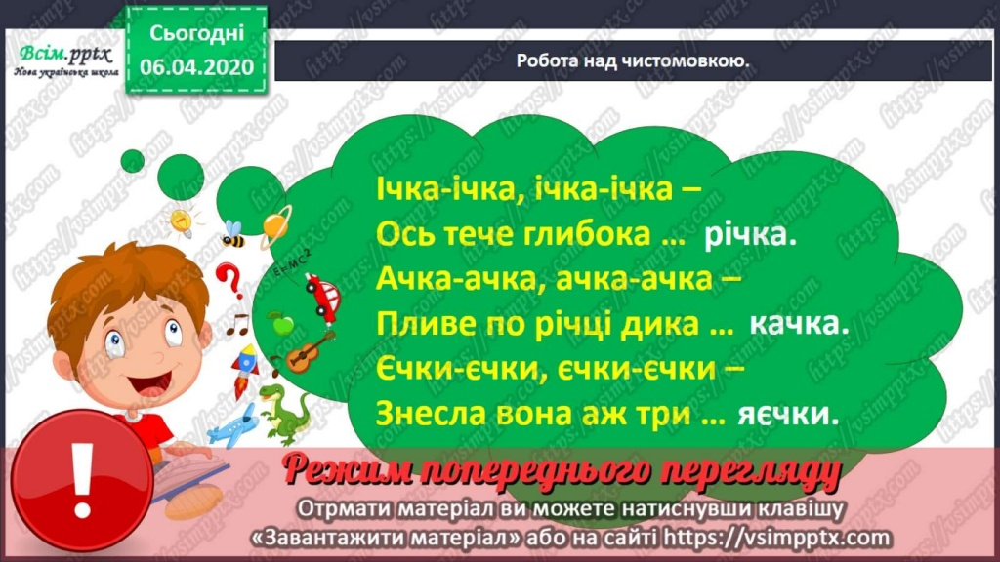 Всім.pptx
Нова українська школа
Сьогодні
06.04.2020
Робота над чистомовкою.
Ічка-ічка, ічка-ічка –
Ось тече глибока ... річка.
Ачка-ачка, ачка-ачка –
Пливе по річці дика ... качка.
Єчки-єчки, єчки-єчки –
Знесла вона аж три ... яєчки.
E=MC²
Режим попереднього перегляду
Отрмати матеріал ви можете натиснувши клавішу
«Завантажити матеріал» або на сайті https://vsimpptx.com